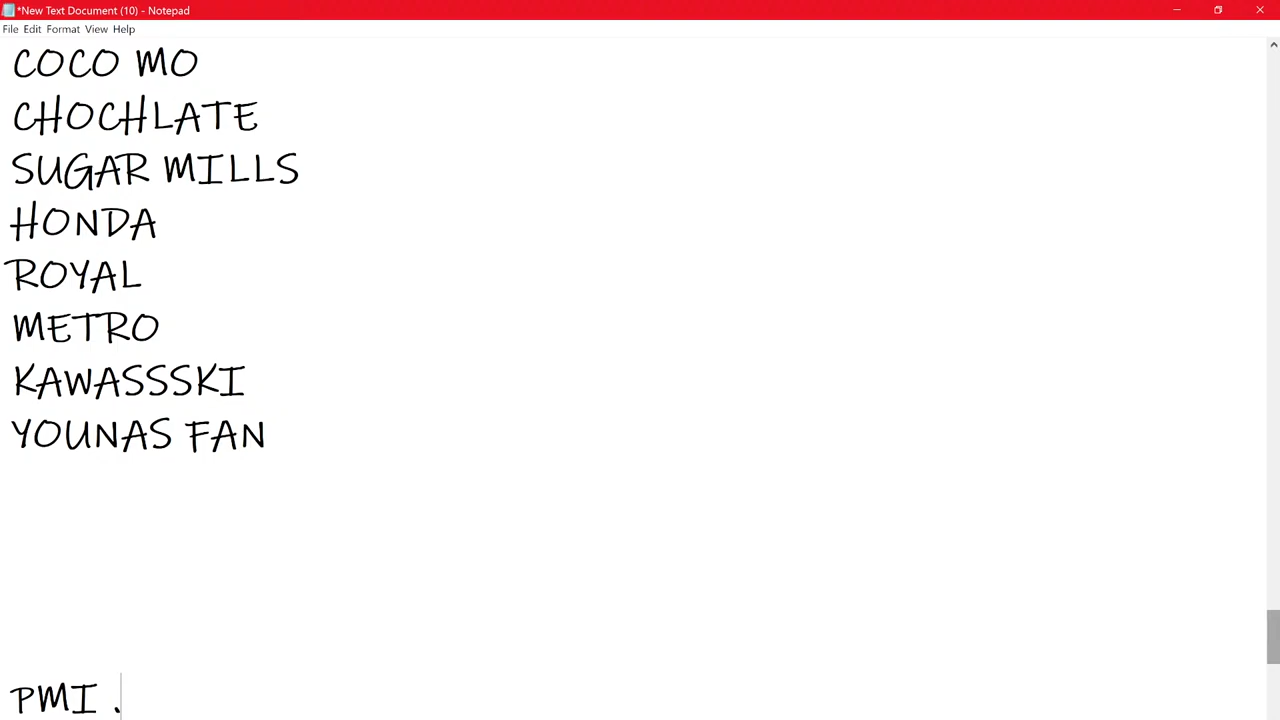 *New Text Document (10) - Notepad
File Edit Format View Help
COCO MO
CHOCHLATE
SUGAR MILLS
HONDA
ROYAL
METRO
KAWASSSKI
YOUNAS FAN
PMI .